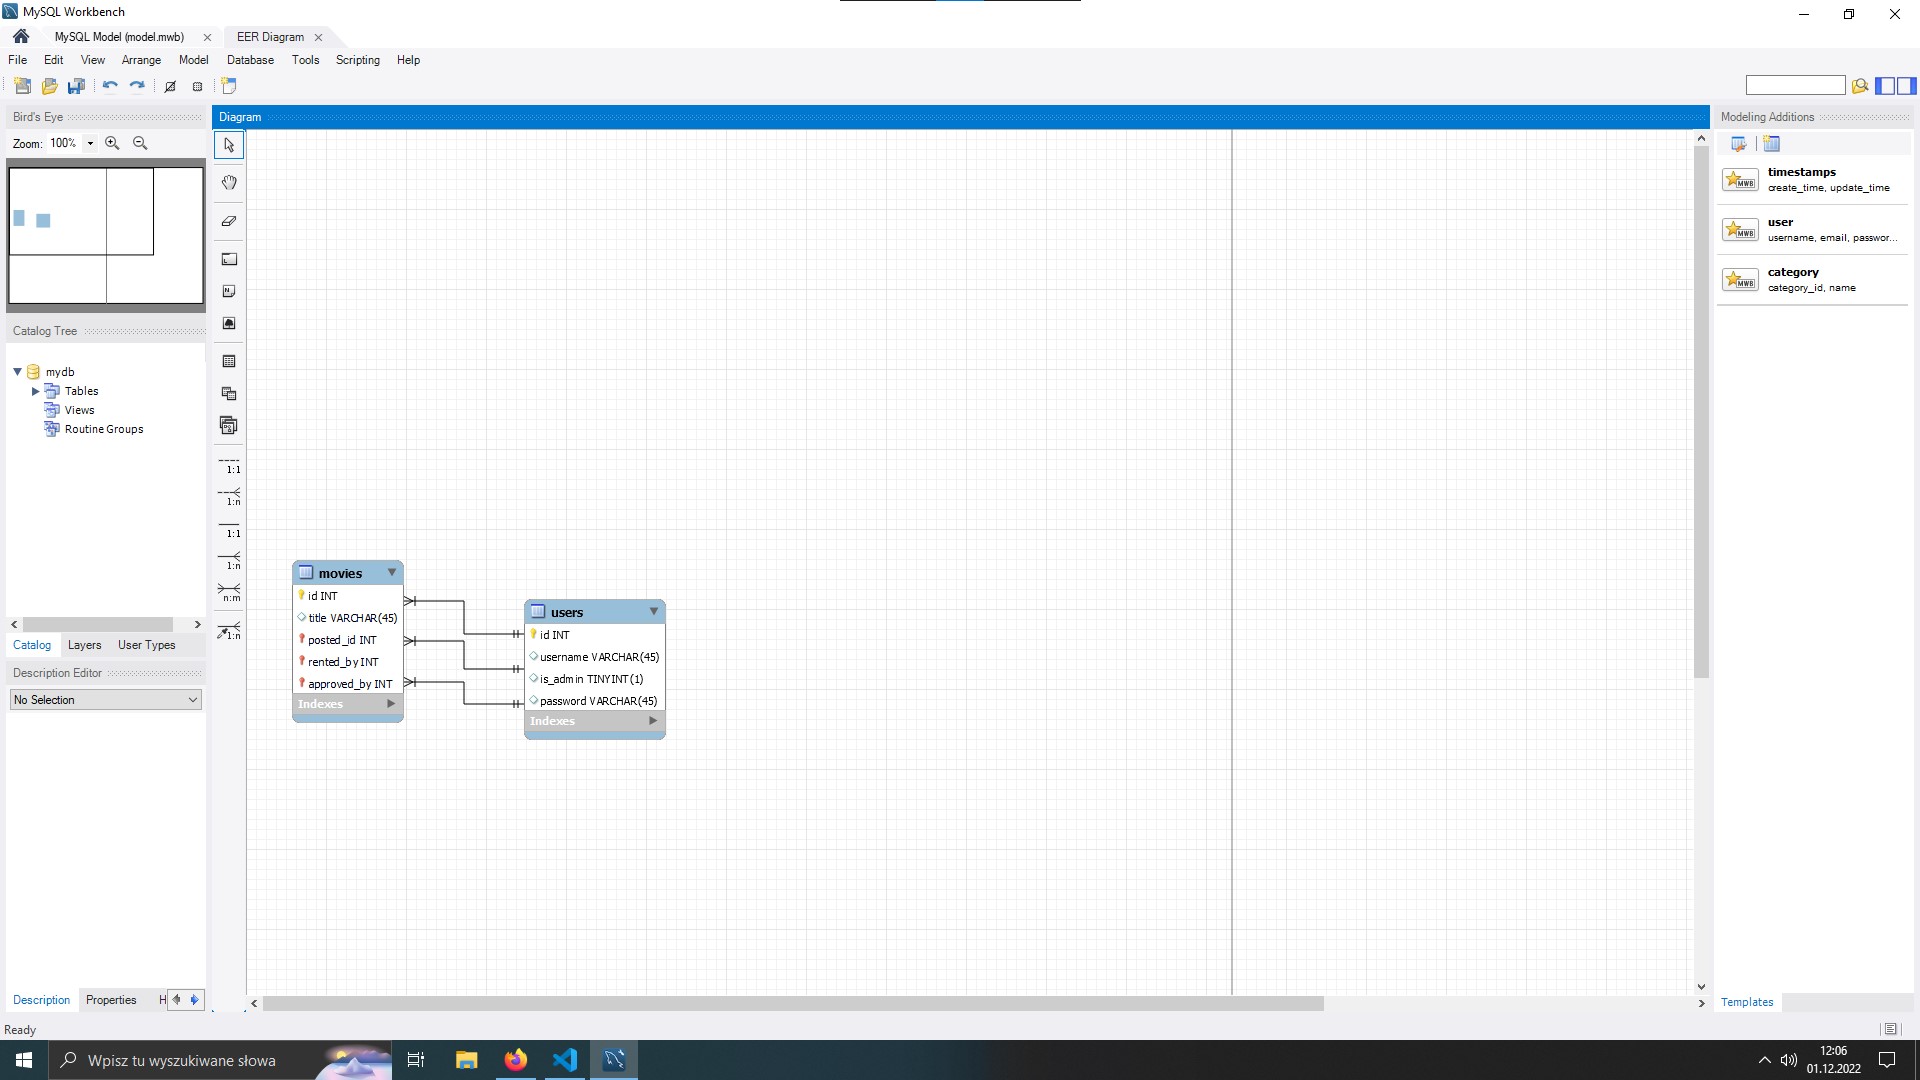 MySQL Workbench
MySQL Model (model.mwb)
EER Diagram
File Edit View Arrange Model Database Tools Scripting Help
Bird's Eye
Zoom: 100%
Catalog Tree
mydb
Tables
Views
Routine Groups
Catalog Layers User Types
Description Editor
No Selection
Description Properties H
Diagram
1:1
1:n
1:1
1:n
n:m
1:n
movies
id INT
title VARCHAR(45)
posted_id INT
rented_by INT
approved_by INT
Indexes
users
id INT
username VARCHAR(45)
is_admin TINYINT(1)
password VARCHAR(45)
Indexes
Modeling Additions
MWB
timestamps
create_time, update_time
MWB
user
username, email, passwor...
MWB
category
category_id, name
Templates
Ready
Wpisz tu wyszukiwane słowa
12:06
01.12.2022